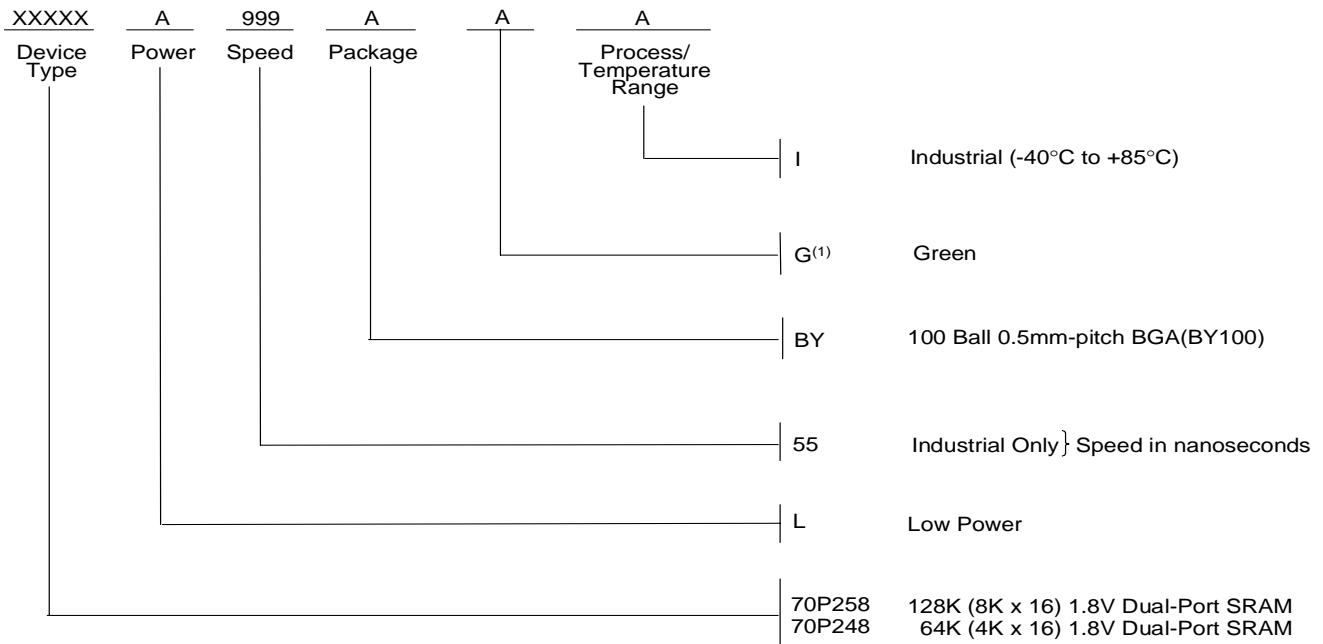 XXXXX A 999 A A A
Device Type Power Speed Package Process/ Temperature Range
I Industrial (-40°C to +85°C)
G(1) Green
BY 100 Ball 0.5mm-pitch BGA(BY100)
55 Industrial Only } Speed in nanoseconds
L Low Power
70P258 128K (8K x 16) 1.8V Dual-Port SRAM
70P248 64K (4K x 16) 1.8V Dual-Port SRAM